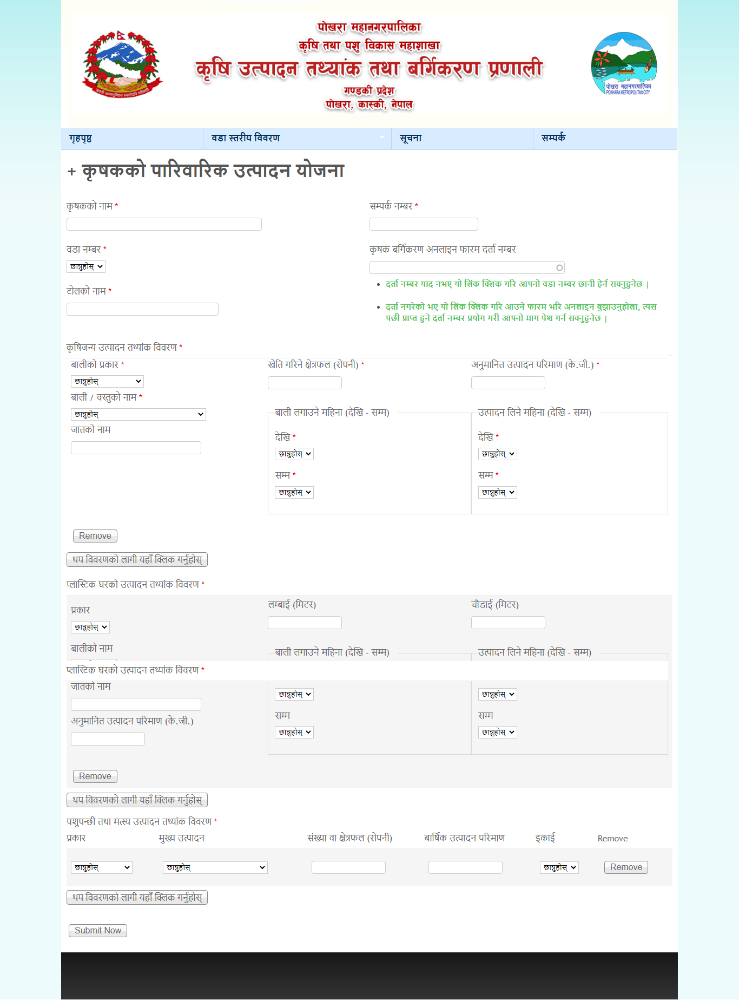 पोखरा महानगरपालिका
कृषि तथा पशु विकास महाशाखा
कृषि उत्पादन तथ्यांक तथा बर्गिकरण प्रणाली
गण्डकी प्रदेश
पोखरा, कास्की, नेपाल
जननी जन्मभूमिश्च स्वर्गादपि गरीयसी
पोखरा महानगरपालिका
POKHARA METROPOLITAN CITY
गृहपृष्ठ वडा स्तरीय विवरण सूचना सम्पर्क
+ कृषकको पारिवारिक उत्पादन योजना
कृषकको नाम * सम्पर्क नम्बर *
वडा नम्बर * कृषक बर्गिकरण अनलाइन फारम दर्ता नम्बर
छान्नुहोस्
दर्ता नम्बर याद नभए यो लिंक क्लिक गरि आफ्नो वडा नम्बर छानी हेर्न सक्नुहुनेछ |
टोलको नाम *
दर्ता नगरेको भए यो लिंक क्लिक गरि आउने फारम भरि अनलाइन बुझाउनुहोला, त्यस
पछी प्राप्त हुने दर्ता नम्बर प्रयोग गरी आफ्नो माग पेश गर्न सक्नुहुनेछ |
कृषिजन्य उत्पादन तथ्यांक विवरण *
बालीको प्रकार * खेति गरिने क्षेत्रफल (रोपनी) * अनुमानित उत्पादन परिमाण (के.जी.) *
छान्नुहोस्
बाली / वस्तुको नाम *
छान्नुहोस् बाली लगाउने महिना (देखि - सम्म) उत्पादन लिने महिना (देखि - सम्म)
जातको नाम
देखि * देखि *
छान्नुहोस् छान्नुहोस्
सम्म * सम्म *
छान्नुहोस् छान्नुहोस्
Remove
थप विवरणको लागी यहाँ क्लिक गर्नुहोस्
प्लास्टिक घरको उत्पादन तथ्यांक विवरण *
प्रकार लम्बाई (मिटर) चौडाई (मिटर)
छान्नुहोस्
बालीको नाम बाली लगाउने महिना (देखि - सम्म) उत्पादन लिने महिना (देखि - सम्म)
प्लास्टिक घरको उत्पादन तथ्यांक विवरण *
जातको नाम
छान्नुहोस् छान्नुहोस्
अनुमानित उत्पादन परिमाण (के.जी.) सम्म सम्म
छान्नुहोस् छान्नुहोस्
Remove
थप विवरणको लागी यहाँ क्लिक गर्नुहोस्
पशुपन्छी तथा मत्स्य उत्पादन तथ्यांक विवरण *
प्रकार मुख्य उत्पादन संख्या वा क्षेत्रफल (रोपनी) बार्षिक उत्पादन परिमाण इकाई Remove
छान्नुहोस् छान्नुहोस् छान्नुहोस् Remove
थप विवरणको लागी यहाँ क्लिक गर्नुहोस्
Submit Now